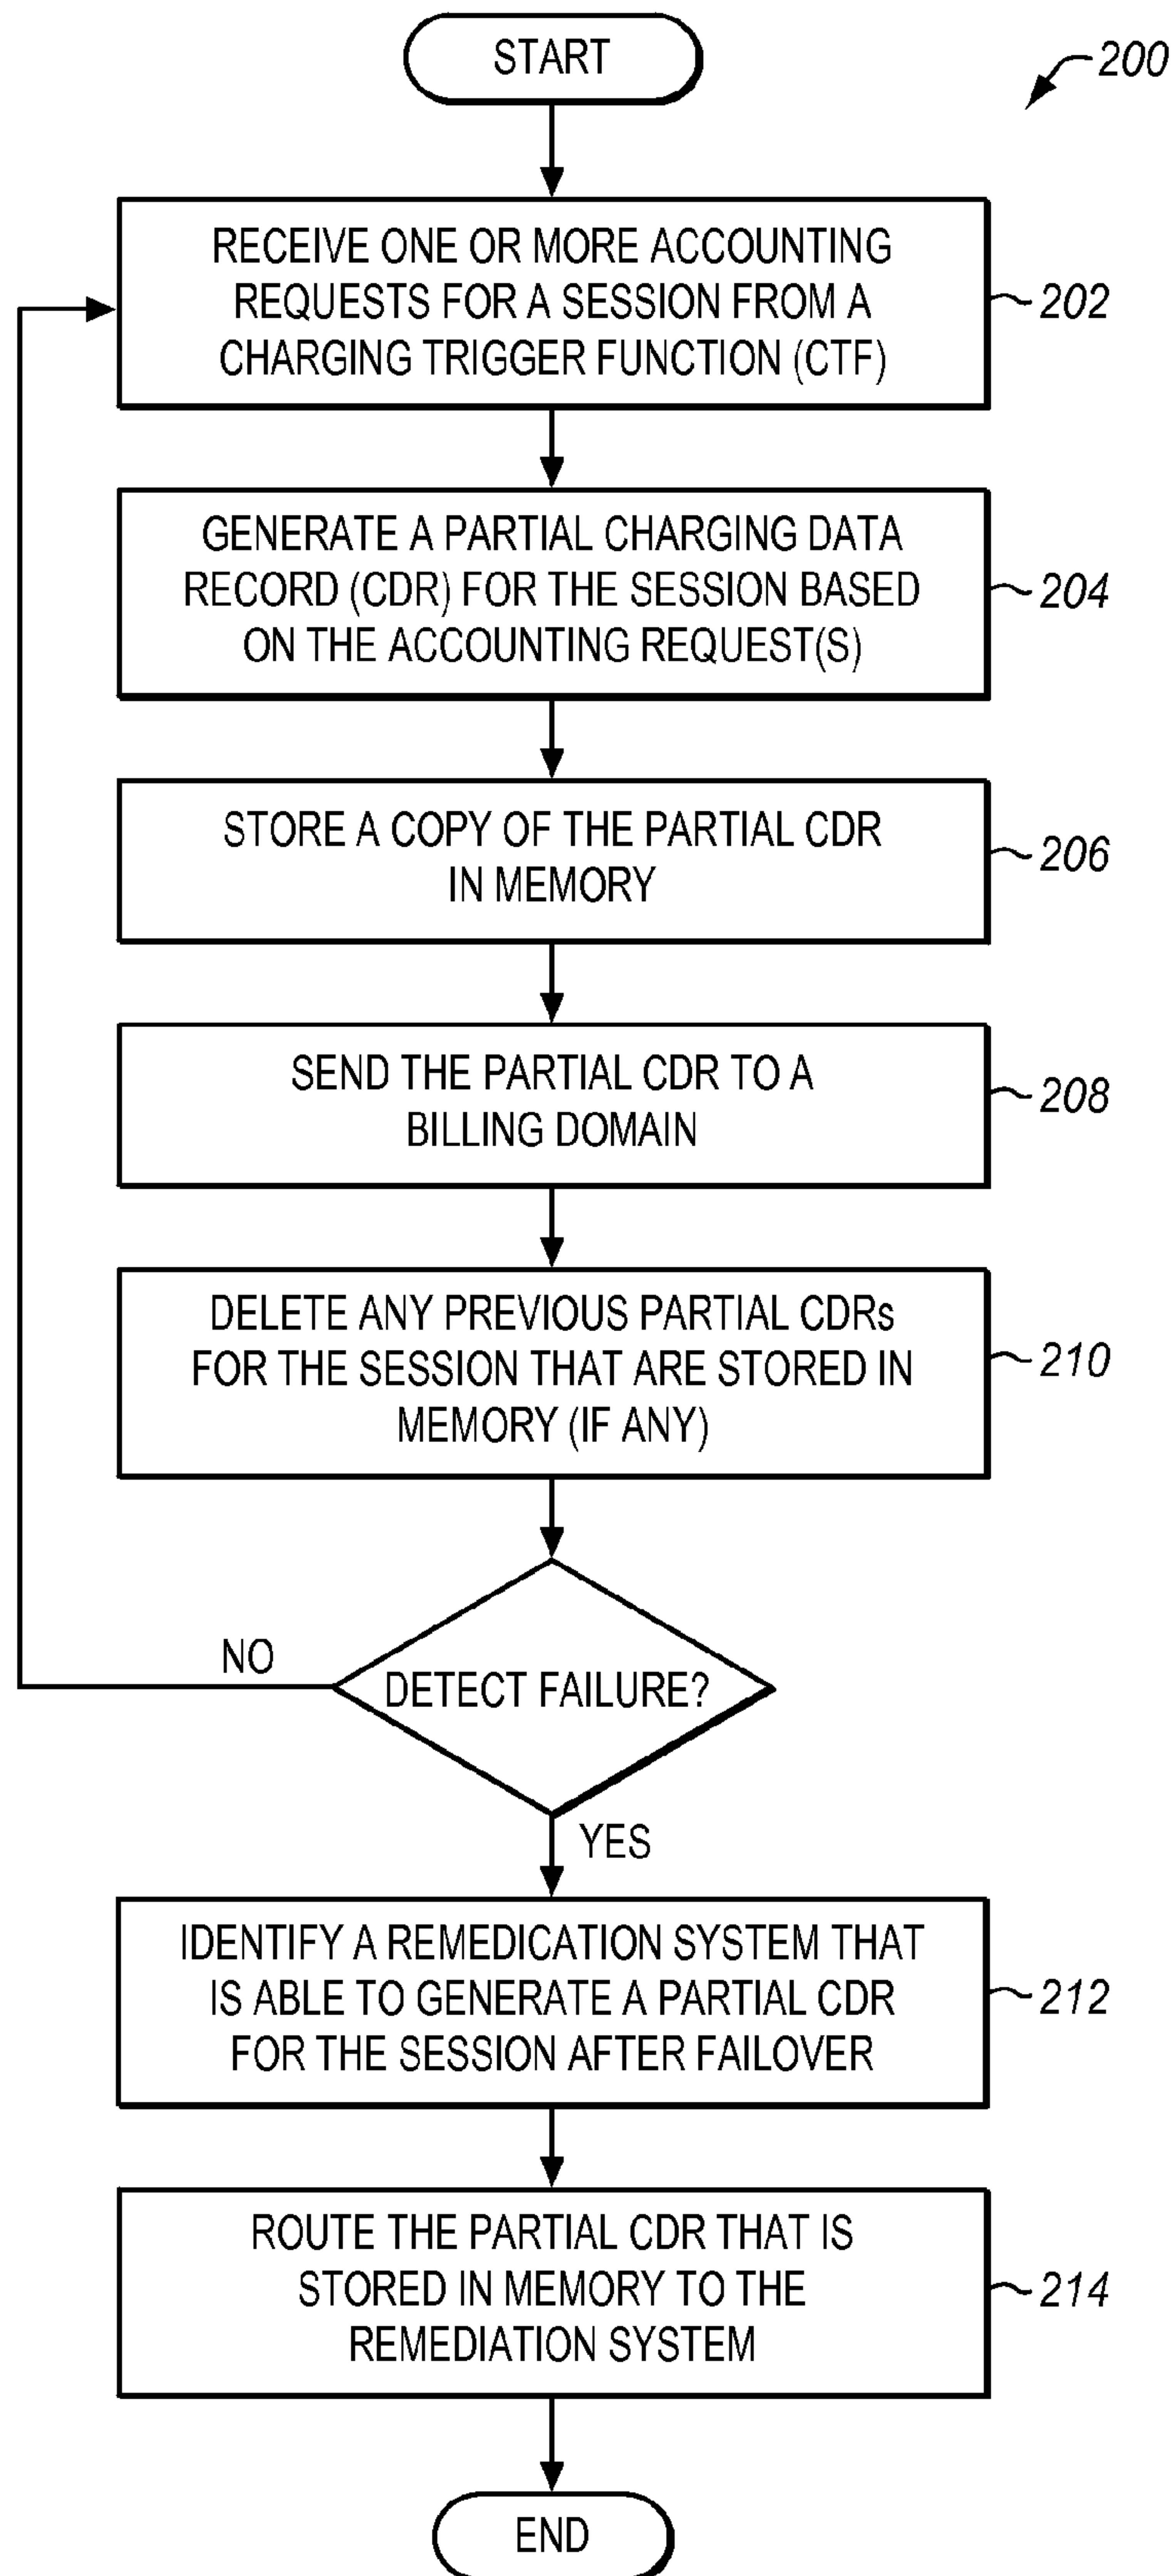 START
200
RECEIVE ONE OR MORE ACCOUNTING
REQUESTS FOR A SESSION FROM A
CHARGING TRIGGER FUNCTION (CTF)
202
GENERATE A PARTIAL CHARGING DATA
RECORD (CDR) FOR THE SESSION BASED
ON THE ACCOUNTING REQUEST(S)
204
STORE A COPY OF THE PARTIAL CDR
IN MEMORY
206
SEND THE PARTIAL CDR TO A
BILLING DOMAIN
208
DELETE ANY PREVIOUS PARTIAL CDRs
FOR THE SESSION THAT ARE STORED IN
MEMORY (IF ANY)
210
NO
DETECT FAILURE?
YES
IDENTIFY A REMEDICATION SYSTEM THAT
IS ABLE TO GENERATE A PARTIAL CDR
FOR THE SESSION AFTER FAILOVER
212
ROUTE THE PARTIAL CDR THAT IS
STORED IN MEMORY TO THE
REMEDIATION SYSTEM
214
END